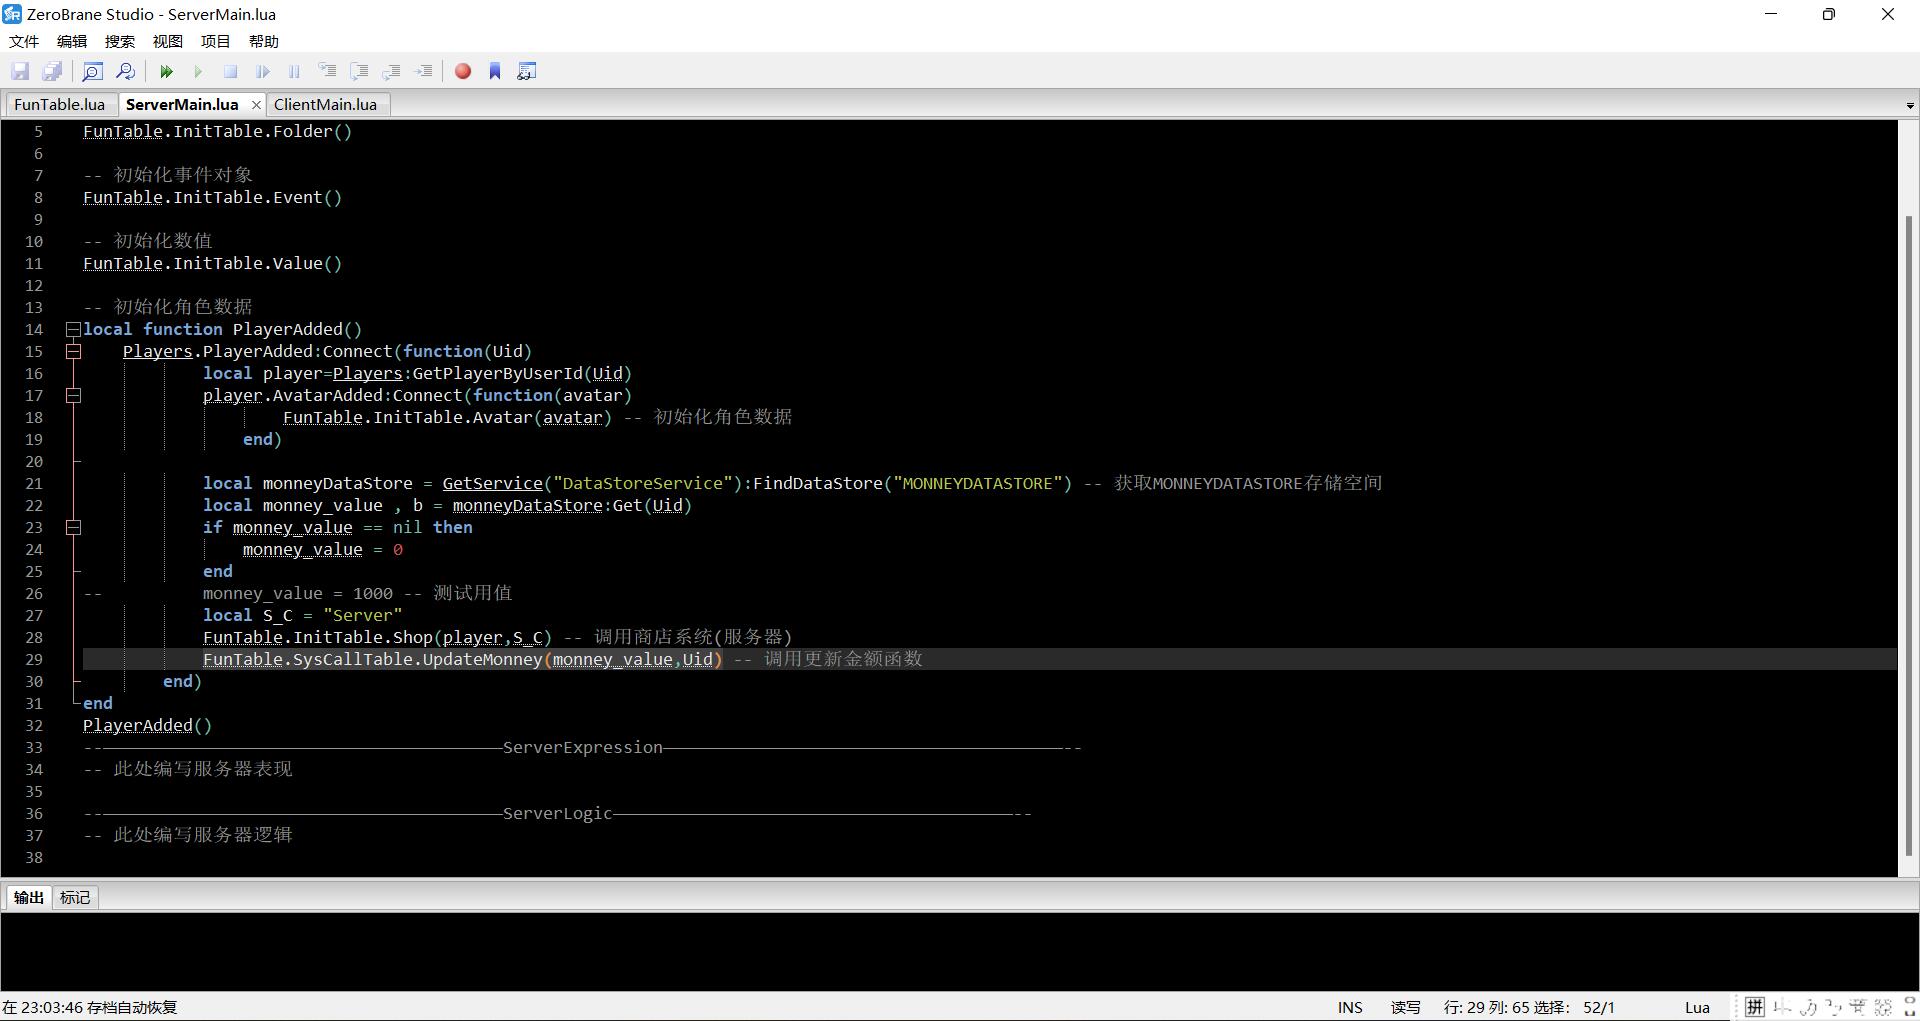 ZeroBrane Studio - ServerMain.lua
文件 编辑 搜索 视图 项目 帮助
FunTable.lua ServerMain.lua ClientMain.lua
5 FunTable.InitTable.Folder()
6
7 -- 初始化事件对象
8 FunTable.InitTable.Event()
9
10 -- 初始化数值
11 FunTable.InitTable.Value()
12
13 -- 初始化角色数据
14 local function PlayerAdded()
15 Players.PlayerAdded:Connect(function(Uid)
16 local player=Players:GetPlayerByUserId(Uid)
17 player.AvatarAdded:Connect(function(avatar)
18 FunTable.InitTable.Avatar(avatar) -- 初始化角色数据
19 end)
20
21 local monneyDataStore = GetService("DataStoreService"):FindDataStore("MONNEYDATASTORE") -- 获取MONNEYDATASTORE存储空间
22 local monney_value , b = monneyDataStore:Get(Uid)
23 if monney_value == nil then
24 monney_value = 0
25 end
26 -- monney_value = 1000 -- 测试用值
27 local S_C = "Server"
28 FunTable.InitTable.Shop(player,S_C) -- 调用商店系统(服务器)
29 FunTable.SysCallTable.UpdateMonney(monney_value,Uid) -- 调用更新金额函数
30 end)
31 end
32 PlayerAdded()
33 --————————————————————ServerExpression————————————————————--
34 -- 此处编写服务器表现
35
36 --————————————————————ServerLogic————————————————————--
37 -- 此处编写服务器逻辑
38
输出 标记
在 23:03:46 存档自动恢复 INS 读写 行: 29 列: 65 选择: 52/1 Lua 拼